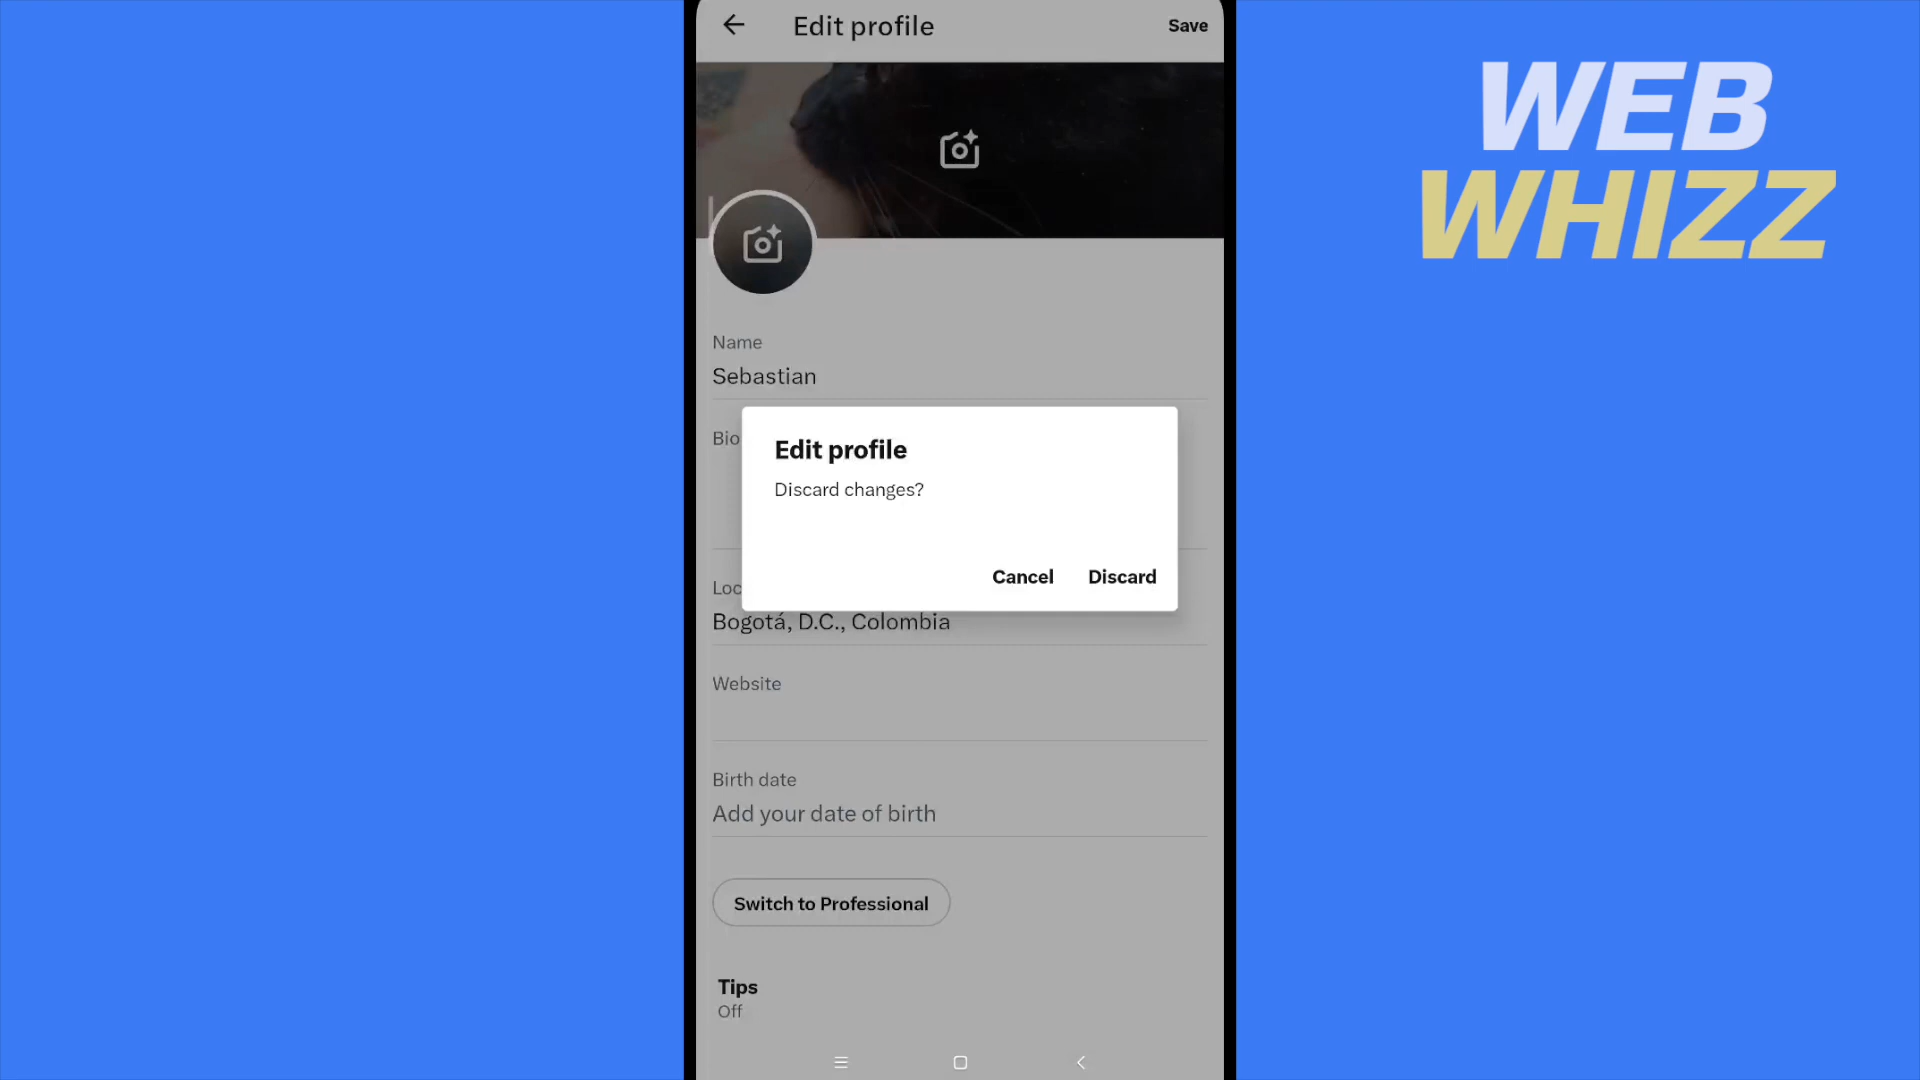 Edit profile
Save
WEB
WHIZZ
Name
Sebastian
Bio
Edit profile
Discard changes?
Cancel
Discard
Loc
Bogotá, D.C., Colombia
Website
Birth date
Add your date of birth
Switch to Professional
Tips
Off